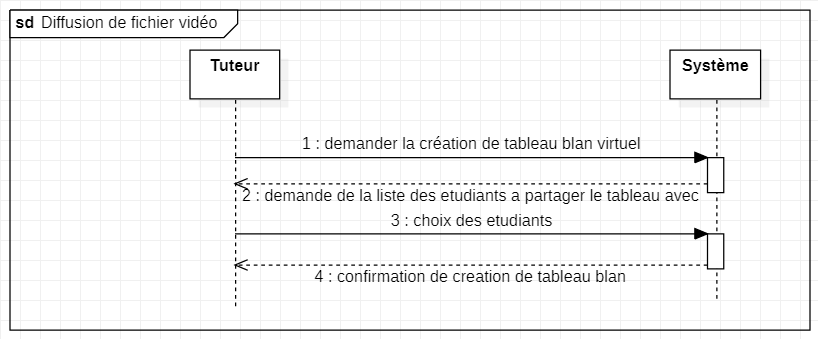 sd Diffusion de fichier vidéo
Tuteur
Système
1 : demander la création de tableau blan virtuel
2 : demande de la liste des etudiants a partager le tableau avec
3 : choix des etudiants
4 : confirmation de creation de tableau blan